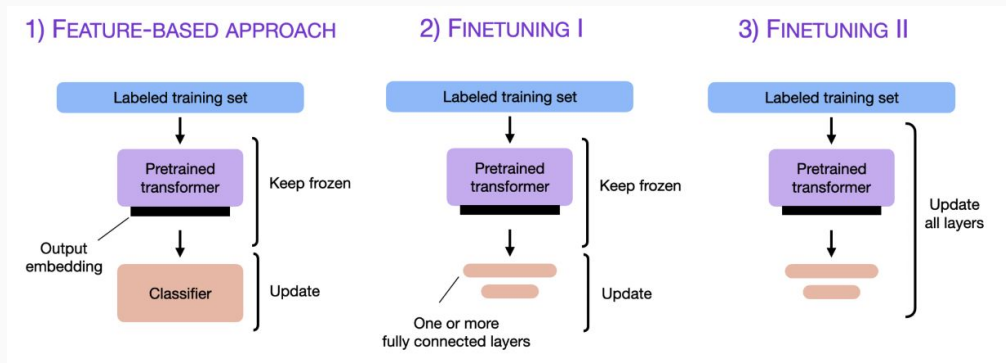 1) FEATURE-BASED APPROACH
Labeled training set
Pretrained
transformer
Keep frozen
Output
embedding
Classifier
Update
2) FINETUNING I
Labeled training set
Pretrained
transformer
Keep frozen
Update
One or more
fully connected layers
3) FINETUNING II
Labeled training set
Pretrained
transformer
Update
all layers